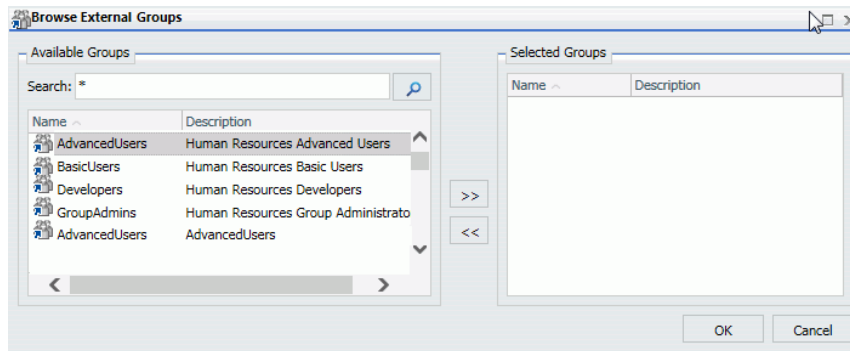 Browse External Groups
Available Groups
Search: *
Name Description
AdvancedUsers Human Resources Advanced Users
BasicUsers Human Resources Basic Users
Developers Human Resources Developers
GroupAdmins Human Resources Group Administrato
AdvancedUsers AdvancedUsers
>>
<<
Selected Groups
Name Description
OK Cancel